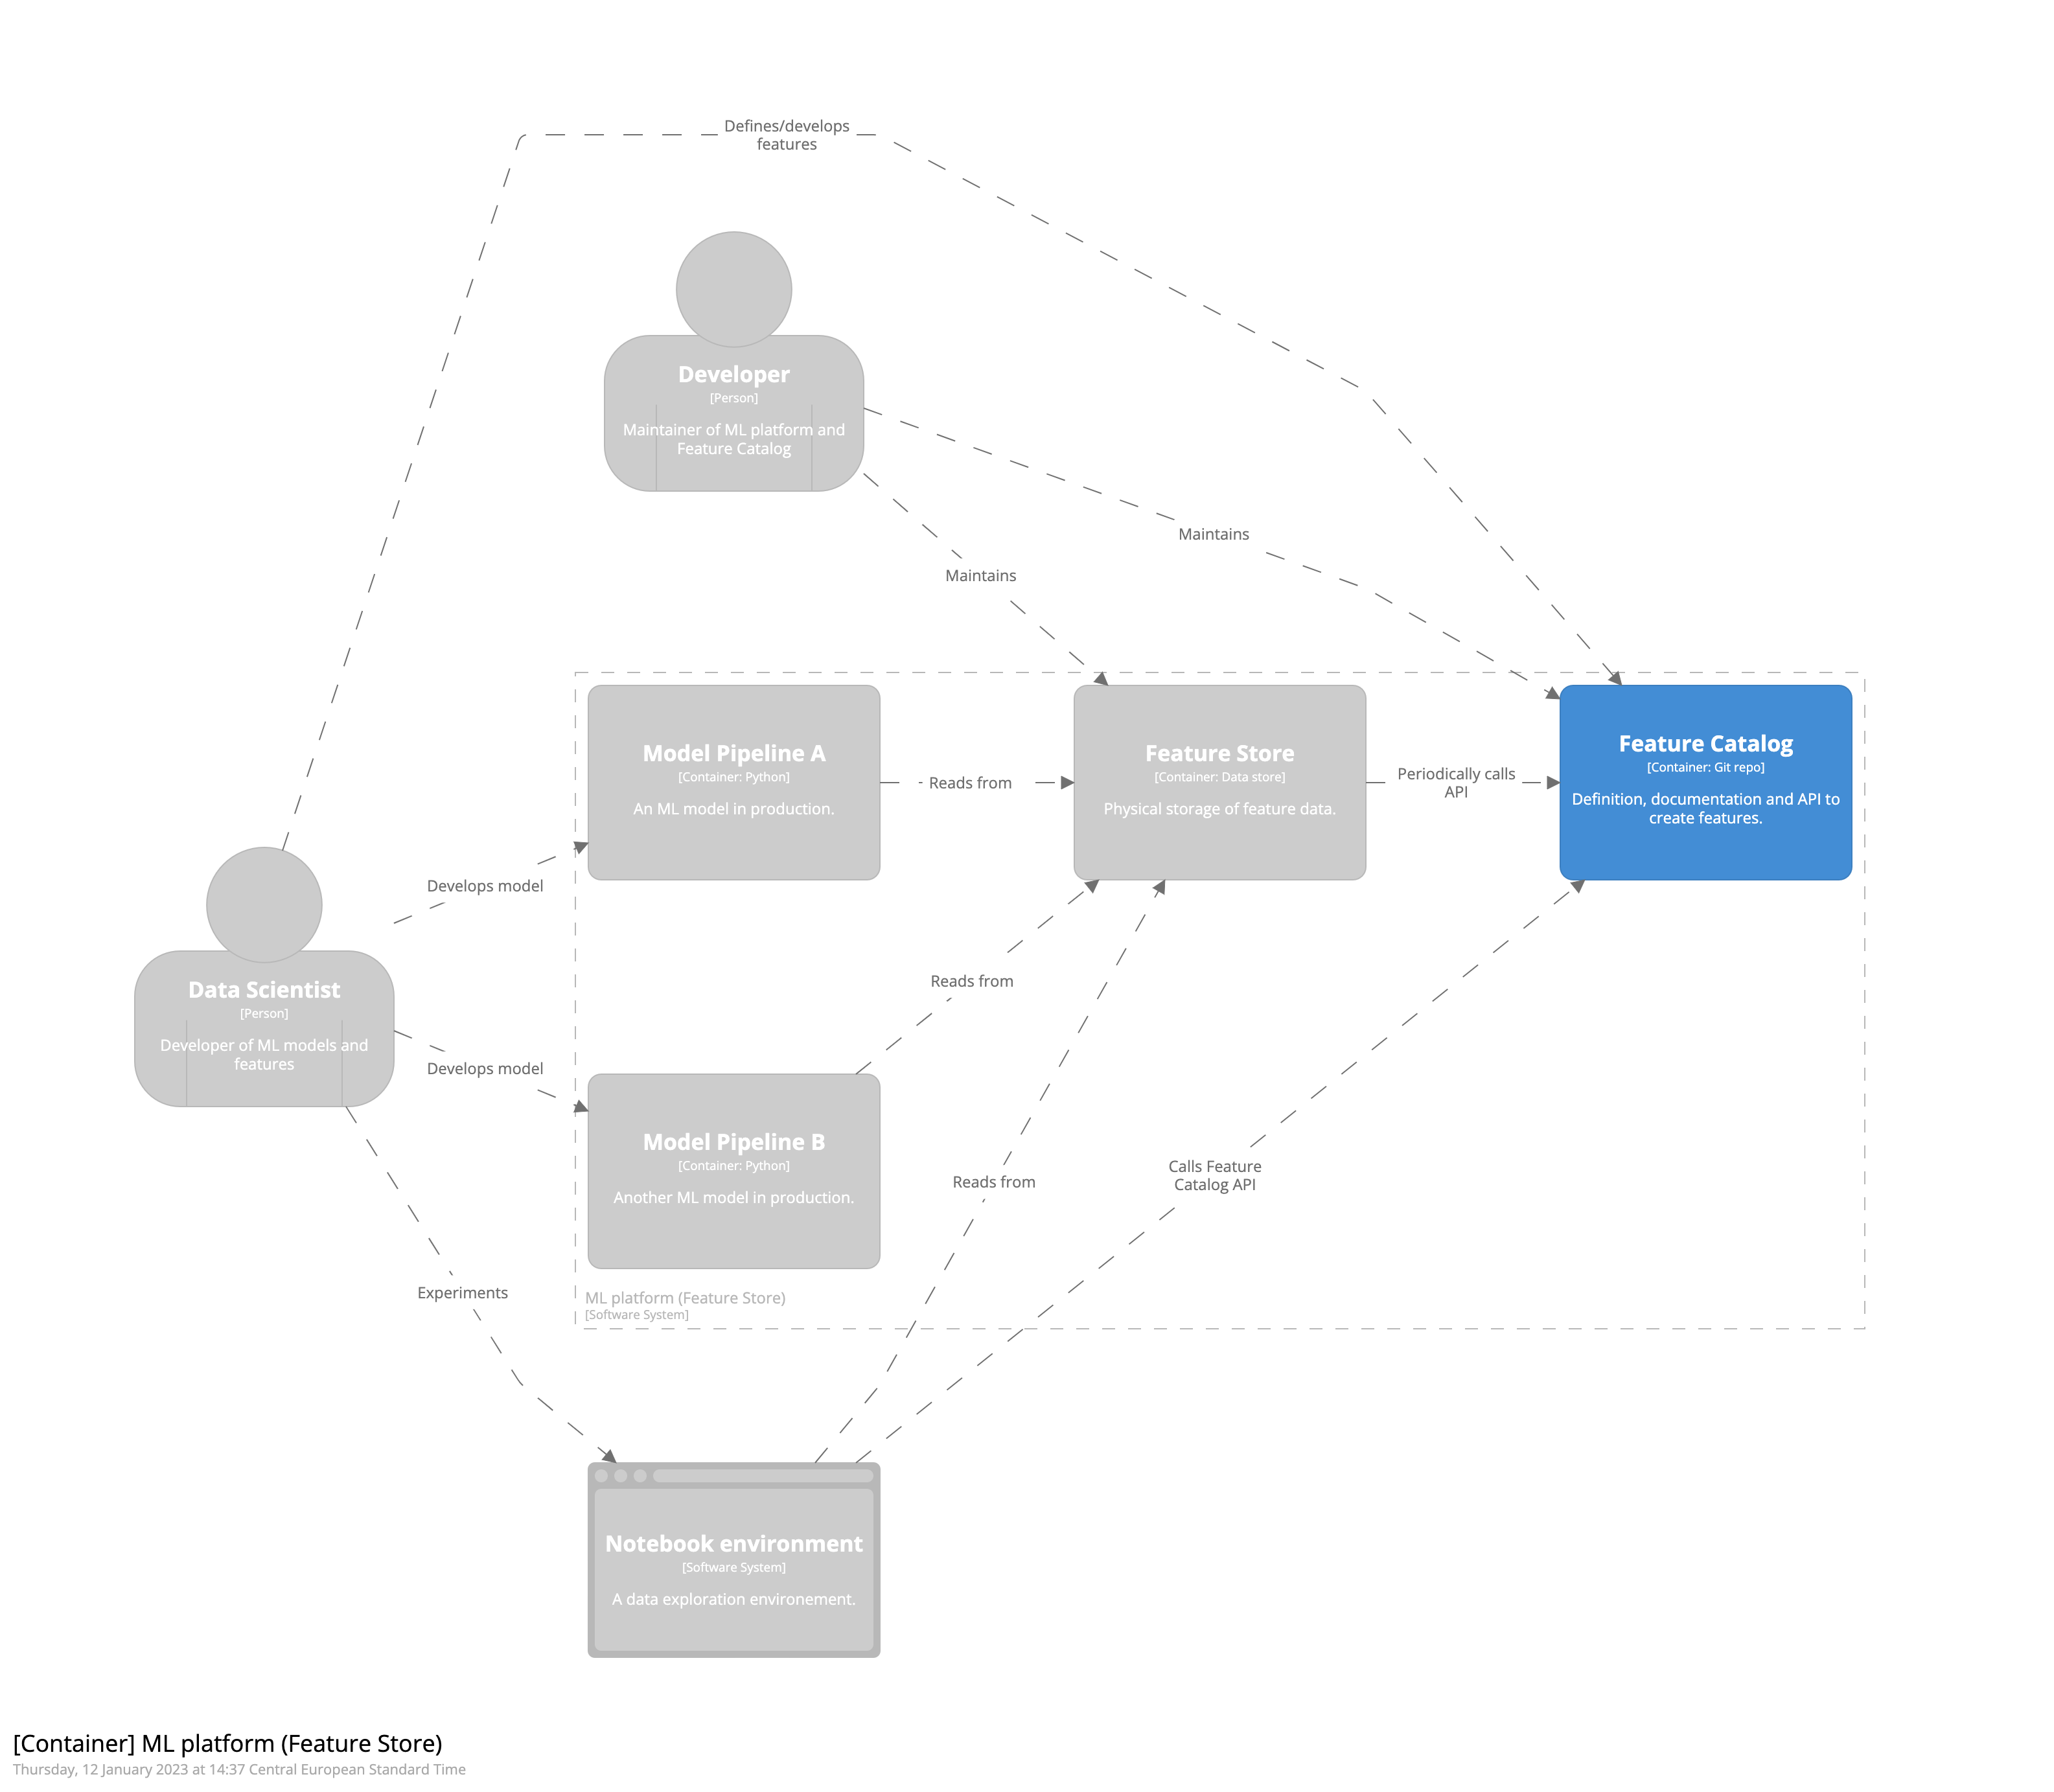 Defines/develops
features
Developer
[Person]
Maintainer of ML platform and
Feature Catalog
Maintains
Maintains
Model Pipeline A
[Container: Python]
An ML model in production.
Reads from
Feature Store
[Container: Data store]
Physical storage of feature data.
Periodically calls
API
Feature Catalog
[Container: Git repo]
Definition, documentation and API to
create features.
Develops model
Data Scientist
[Person]
Developer of ML models and
features
Develops model
Reads from
Model Pipeline B
[Container: Python]
Another ML model in production.
Reads from
Calls Feature
Catalog API
Experiments
ML platform (Feature Store)
[Software System]
Notebook environment
[Software System]
A data exploration environement.
[Container] ML platform (Feature Store)
Thursday, 12 January 2023 at 14:37 Central European Standard Time